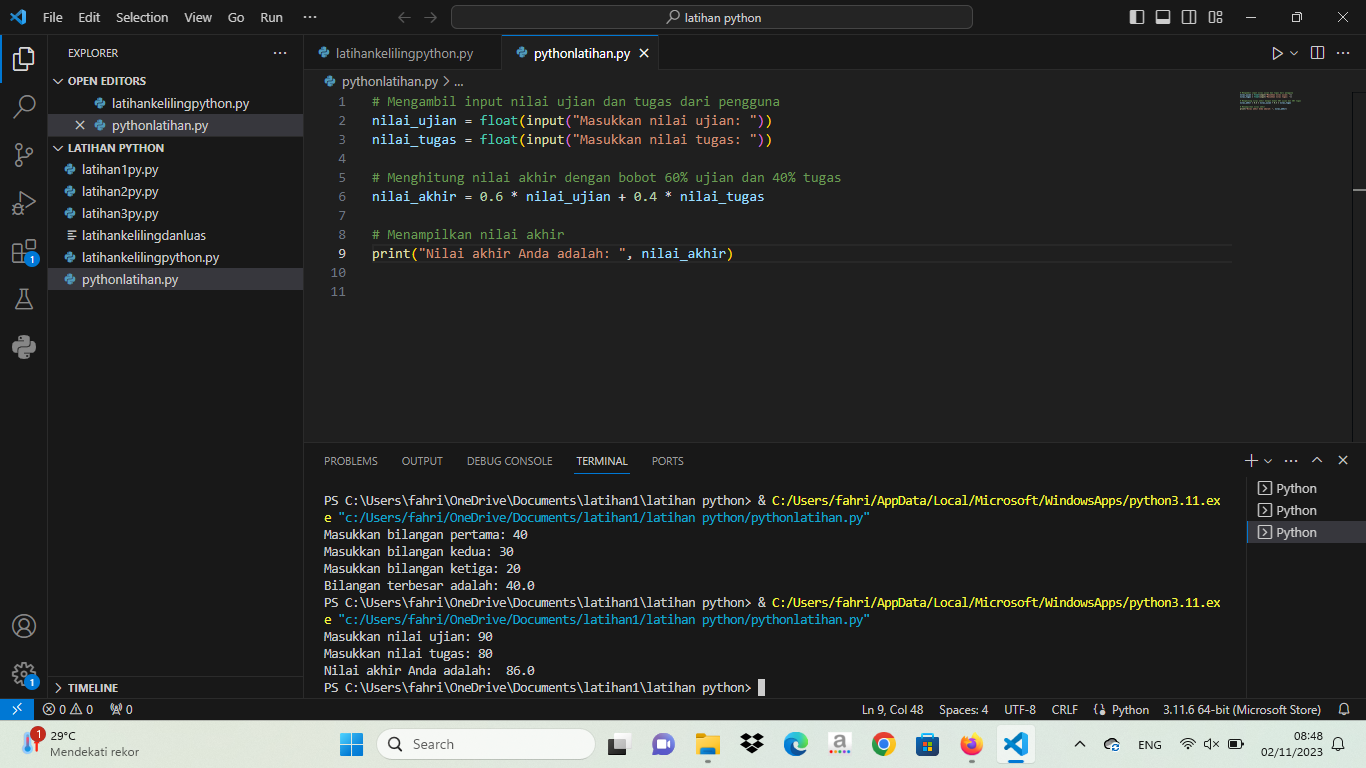 File Edit Selection View Go Run ···
latihan python
EXPLORER ···
OPEN EDITORS
latihankelilingpython.py
pythonlatihan.py
LATIHAN PYTHON
latihan1py.py
latihan2py.py
latihan3py.py
latihankelilingdanluas
latihankelilingpython.py
pythonlatihan.py
TIMELINE
1
1
latihankelilingpython.py pythonlatihan.py
pythonlatihan.py > ...
1 # Mengambil input nilai ujian dan tugas dari pengguna
2 nilai_ujian = float(input("Masukkan nilai ujian: "))
3 nilai_tugas = float(input("Masukkan nilai tugas: "))
4
5 # Menghitung nilai akhir dengan bobot 60% ujian dan 40% tugas
6 nilai_akhir = 0.6 * nilai_ujian + 0.4 * nilai_tugas
7
8 # Menampilkan nilai akhir
9 print("Nilai akhir Anda adalah: ", nilai_akhir)
10
11
PROBLEMS OUTPUT DEBUG CONSOLE TERMINAL PORTS
PS C:\Users\fahri\OneDrive\Documents\latihan1\latihan python> & C:/Users/fahri/AppData/Local/Microsoft/WindowsApps/python3.11.ex
e "c:/Users/fahri/OneDrive/Documents/latihan1/latihan python/pythonlatihan.py"
Masukkan bilangan pertama: 40
Masukkan bilangan kedua: 30
Masukkan bilangan ketiga: 20
Bilangan terbesar adalah: 40.0
PS C:\Users\fahri\OneDrive\Documents\latihan1\latihan python> & C:/Users/fahri/AppData/Local/Microsoft/WindowsApps/python3.11.ex
e "c:/Users/fahri/OneDrive/Documents/latihan1/latihan python/pythonlatihan.py"
Masukkan nilai ujian: 90
Masukkan nilai tugas: 80
Nilai akhir Anda adalah:  86.0
PS C:\Users\fahri\OneDrive\Documents\latihan1\latihan python>
Python
Python
Python
0 0 0
Ln 9, Col 48 Spaces: 4 UTF-8 CRLF Python 3.11.6 64-bit (Microsoft Store)
1
29°C
Mendekati rekor
Search
a
ENG
08:48
02/11/2023